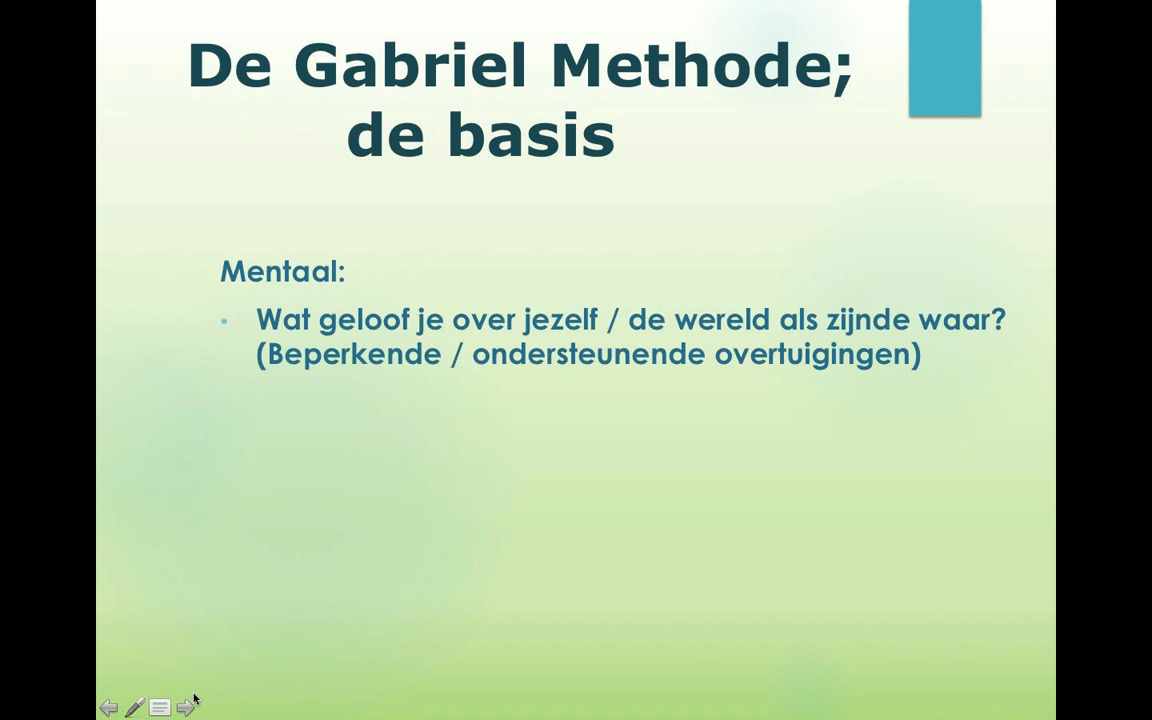 De Gabriel Methode;
de basis
Mentaal:
• Wat geloof je over jezelf / de wereld als zijnde waar?
(Beperkende / ondersteunende overtuigingen)